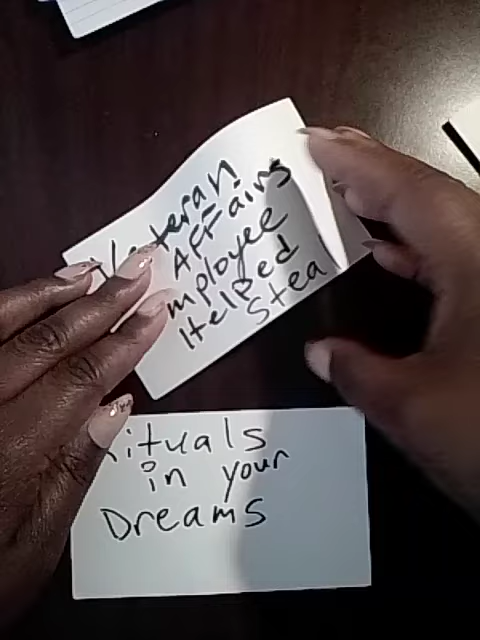 Veteran
Affairs
mployee
Helped
Steal
ituals
in your
Dreams